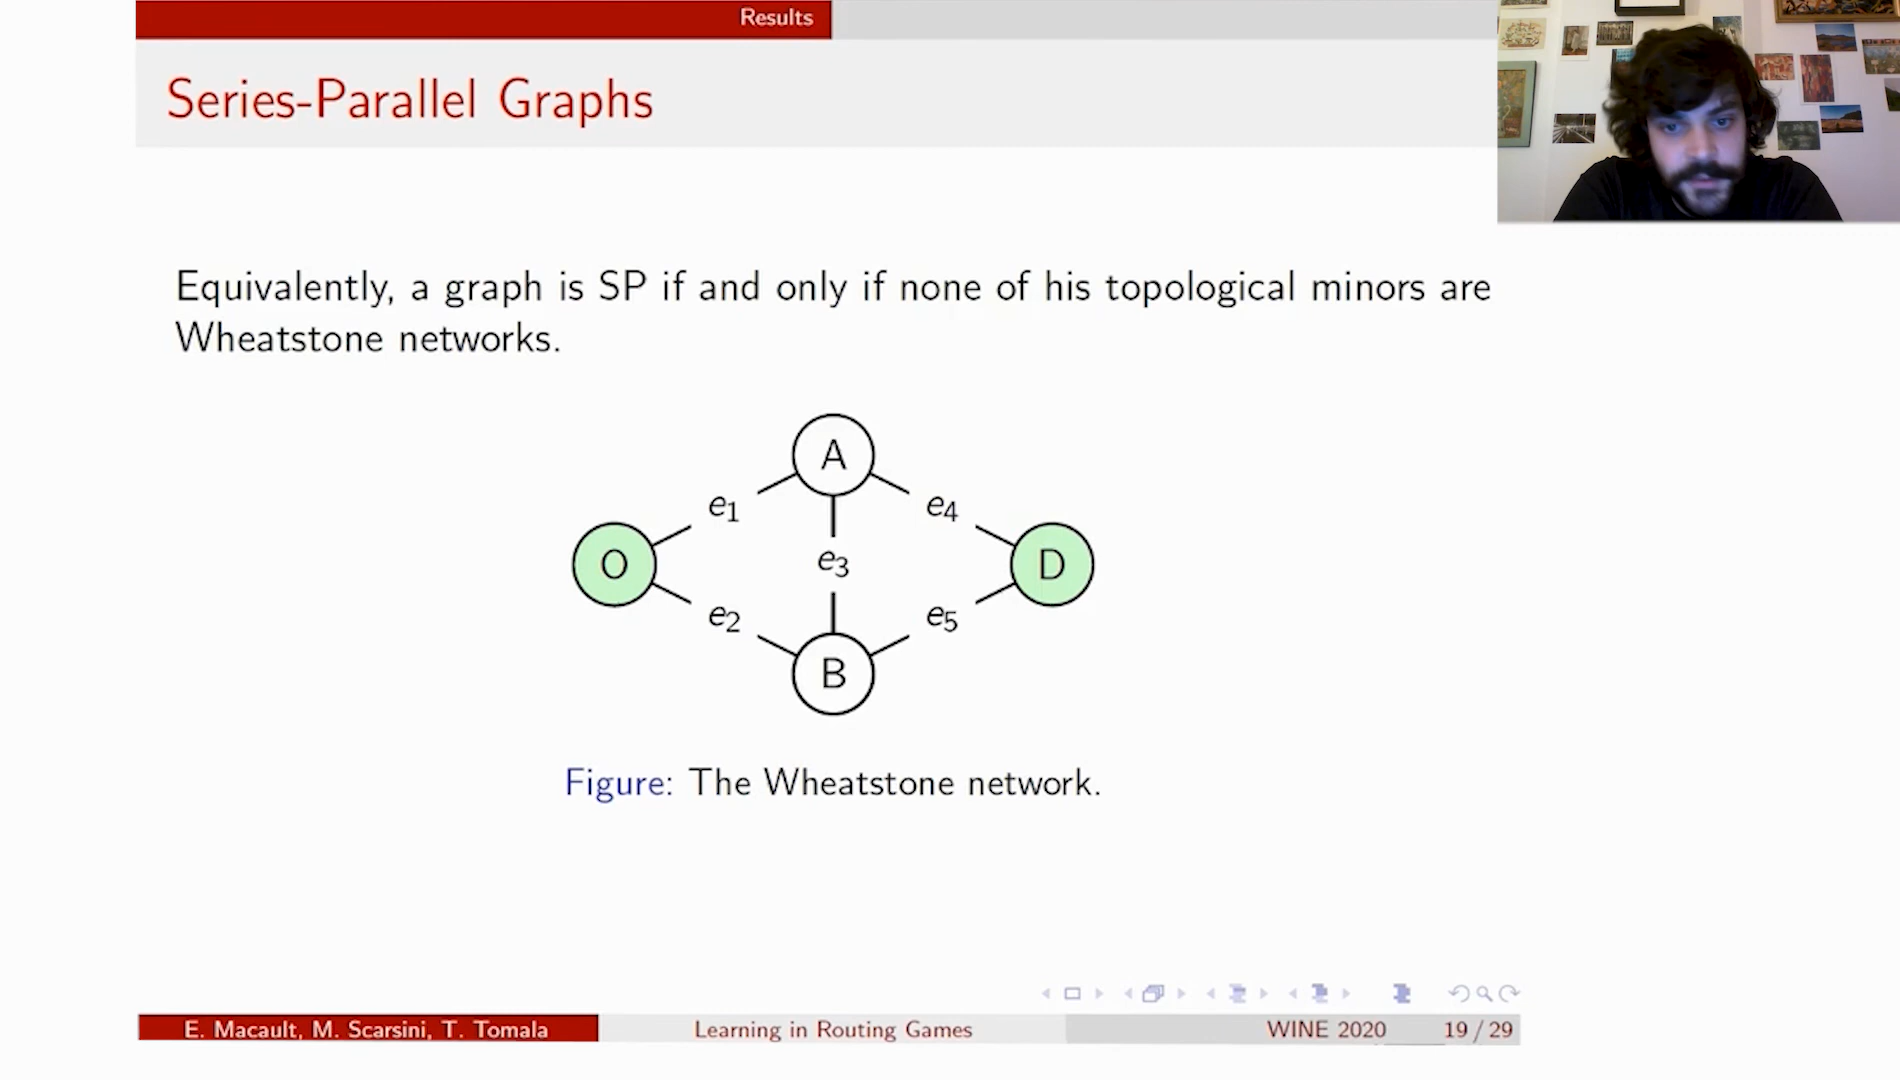 Results
Series-Parallel Graphs
Equivalently, a graph is SP if and only if none of his topological minors are
Wheatstone networks.
A
e1
e4
O
e3
D
e2
e5
B
Figure: The Wheatstone network.
E. Macault, M. Scarsini, T. Tomala
Learning in Routing Games
WINE 2020
19 / 29